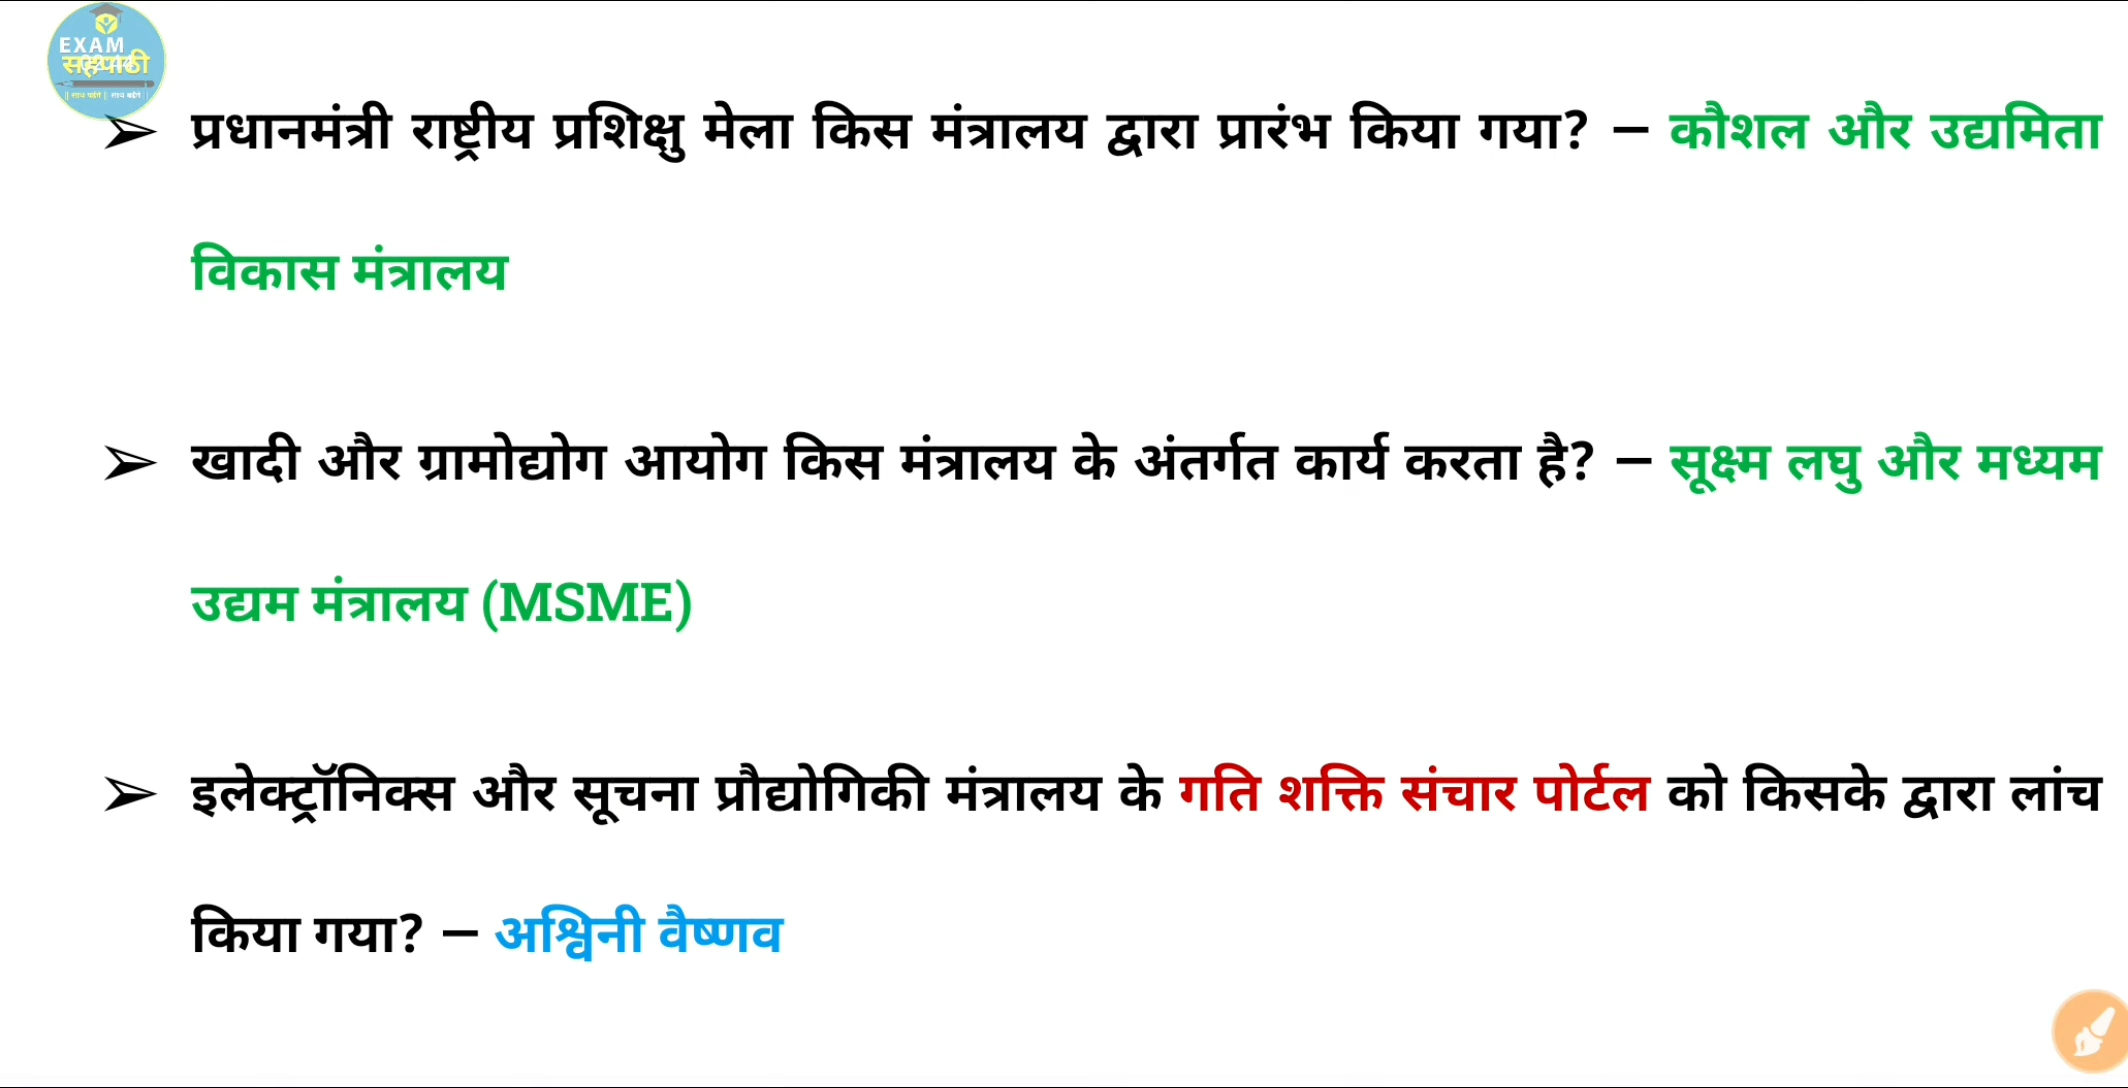 EXAM
सहपाठी
प्रधानमंत्री राष्ट्रीय प्रशिक्षु मेला किस मंत्रालय द्वारा प्रारंभ किया गया? – कौशल और उद्यमिता
विकास मंत्रालय
खादी और ग्रामोद्योग आयोग किस मंत्रालय के अंतर्गत कार्य करता है? – सूक्ष्म लघु और मध्यम
उद्यम मंत्रालय (MSME)
इलेक्ट्रॉनिक्स और सूचना प्रौद्योगिकी मंत्रालय के गति शक्ति संचार पोर्टल को किसके द्वारा लांच
किया गया? – अश्विनी वैष्णव